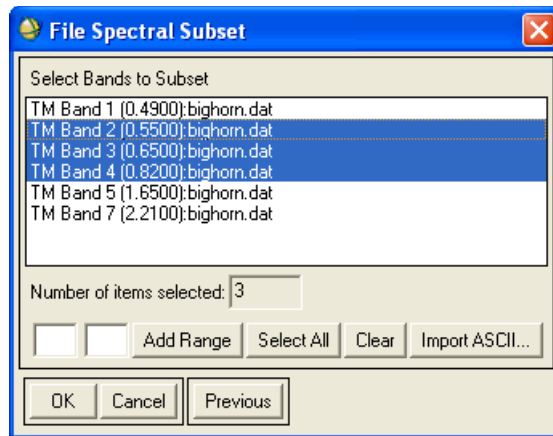 File Spectral Subset
Select Bands to Subset
TM Band 1 (0.4900):bighorn.dat
TM Band 2 (0.5500):bighorn.dat
TM Band 3 (0.6500):bighorn.dat
TM Band 4 (0.8200):bighorn.dat
TM Band 5 (1.6500):bighorn.dat
TM Band 7 (2.2100):bighorn.dat
Number of items selected: 3
Add Range Select All Clear Import ASCII...
OK Cancel Previous